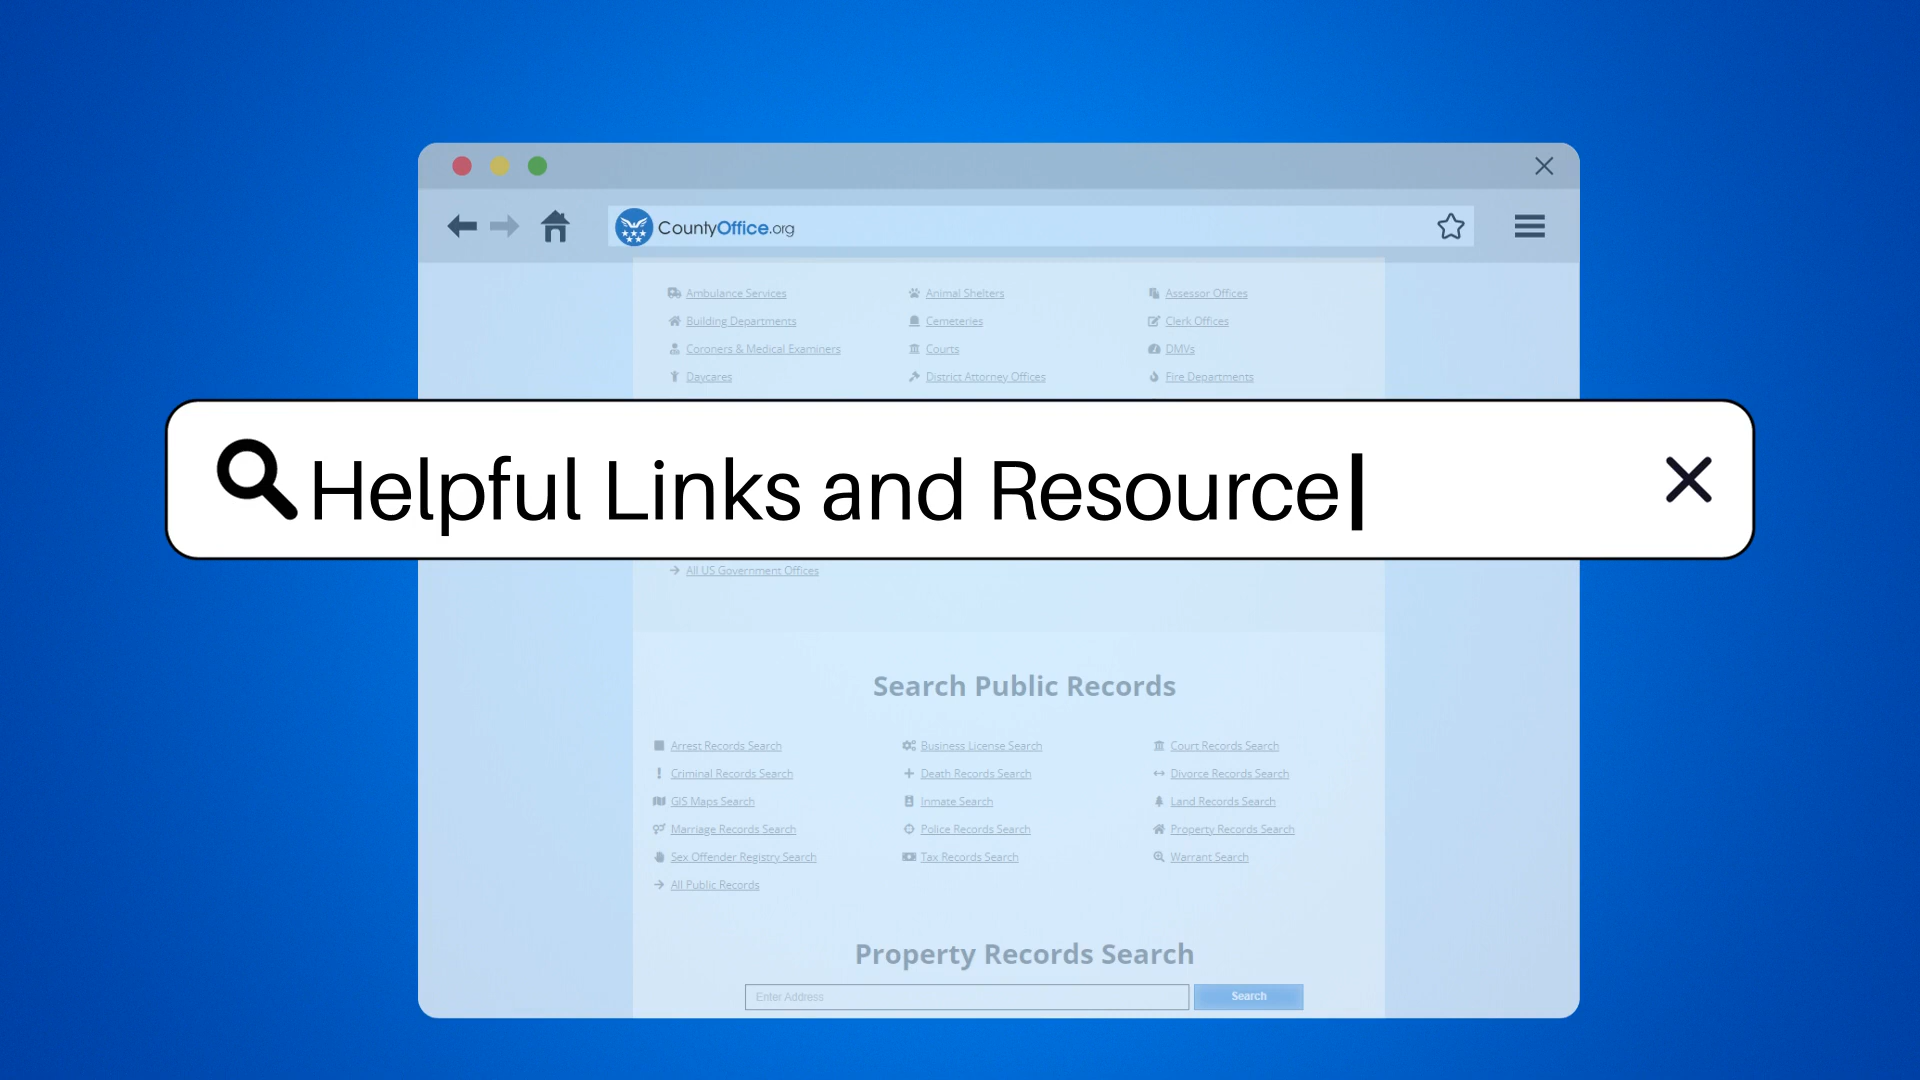 CountyOffice.org
Ambulance Services Animal Shelters Assessor Offices
Building Departments Cemeteries Clerk Offices
Coroners & Medical Examiners Courts DMVs
Daycares District Attorney Offices Fire Departments
Helpful Links and Resource
All US Government Offices
Search Public Records
Arrest Records Search Business License Search Court Records Search
Criminal Records Search Death Records Search Divorce Records Search
GIS Maps Search Inmate Search Land Records Search
Marriage Records Search Police Records Search Property Records Search
Sex Offender Registry Search Tax Records Search Warrant Search
All Public Records
Property Records Search
Enter Address Search